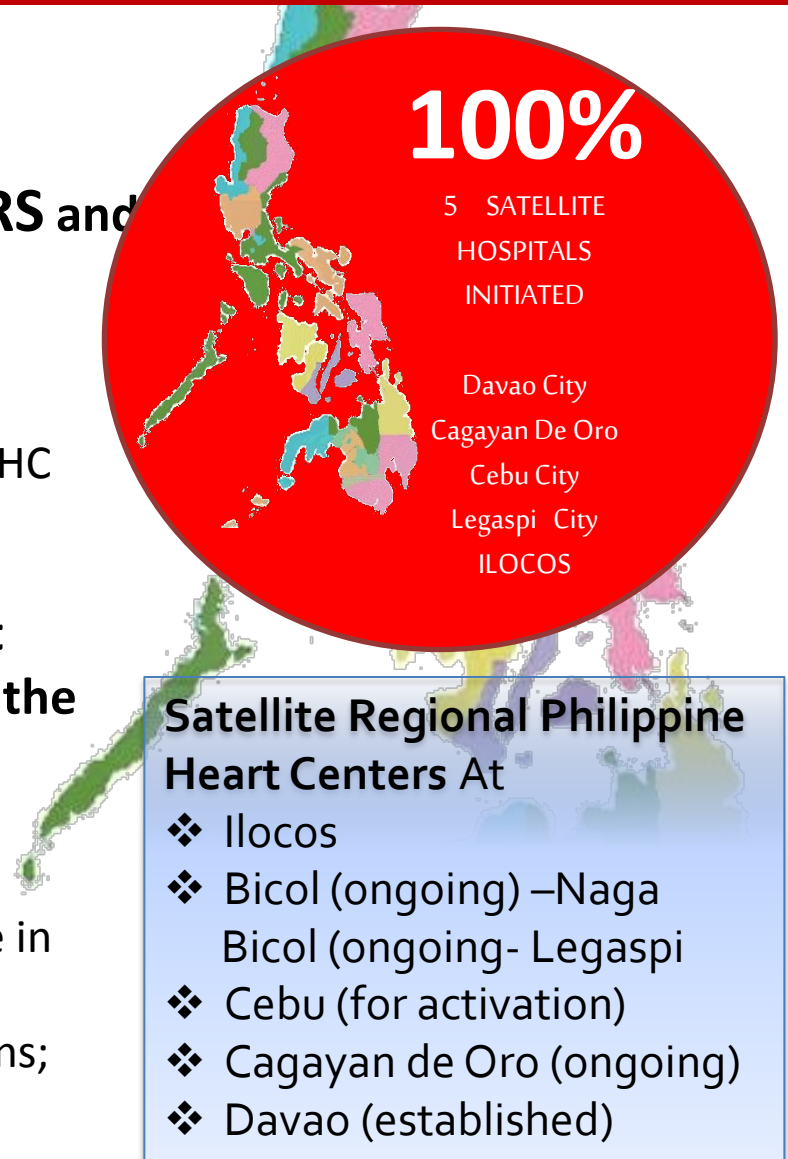 100%
5 SATELLITE
HOSPITALS
INITIATED
Davao City
Cagayan De Oro
Cebu City
Legaspi City
ILOCOS
RS and
HC
the
e in
ns;
Satellite Regional Philippine
Heart Centers At
❖ Ilocos
❖ Bicol (ongoing) –Naga
Bicol (ongoing- Legaspi
❖ Cebu (for activation)
❖ Cagayan de Oro (ongoing)
❖ Davao (established)